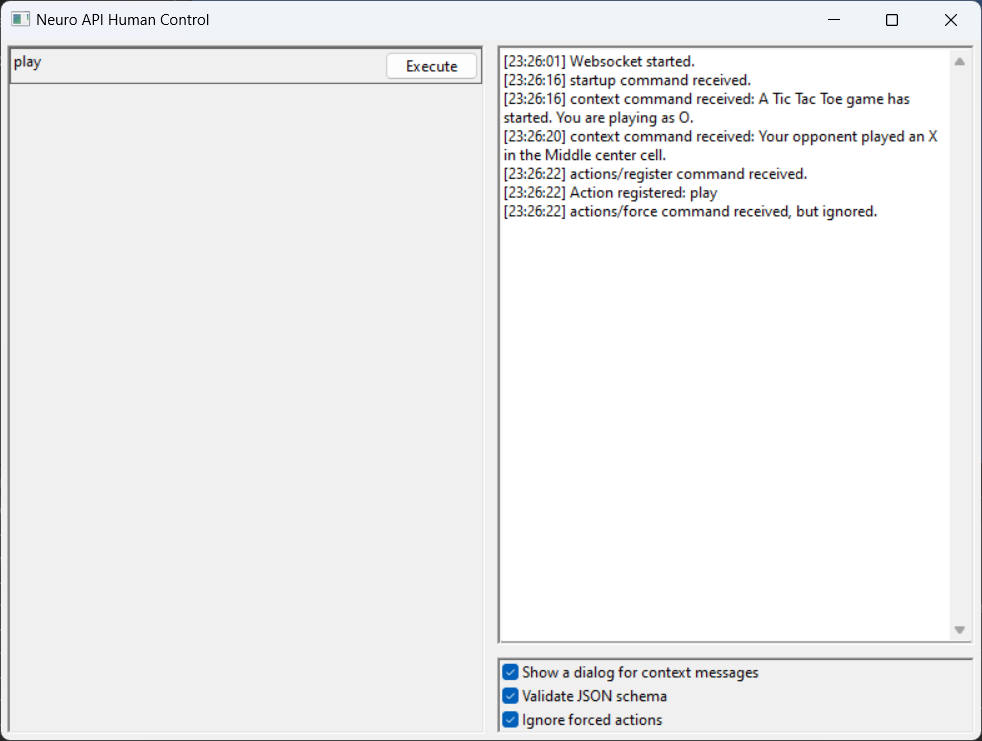 Neuro API Human Control
play
Execute
[23:26:01] Websocket started.
[23:26:16] startup command received.
[23:26:16] context command received: A Tic Tac Toe game has
started. You are playing as O.
[23:26:20] context command received: Your opponent played an X
in the Middle center cell.
[23:26:22] actions/register command received.
[23:26:22] Action registered: play
[23:26:22] actions/force command received, but ignored.
Show a dialog for context messages
Validate JSON schema
Ignore forced actions